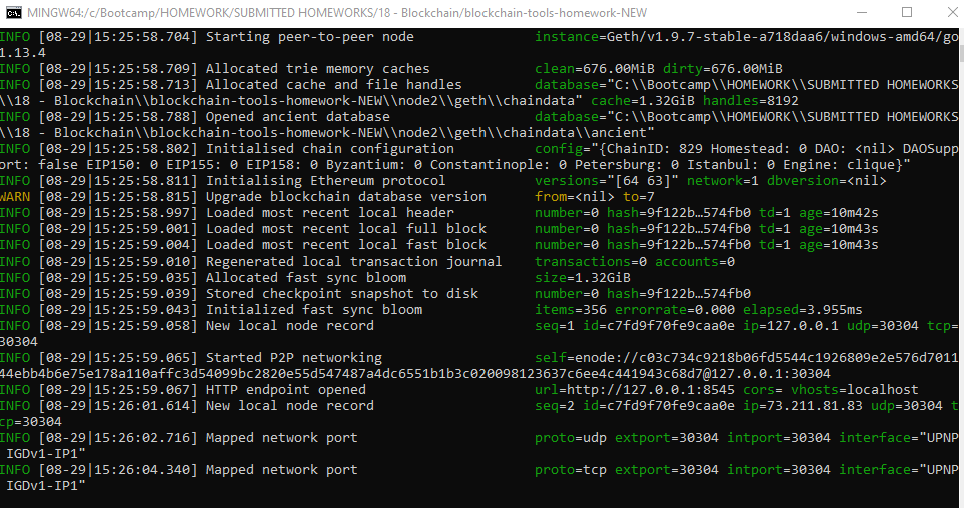 MINGW64:/c/Bootcamp/HOMEWORK/SUBMITTED HOMEWORKS/18 - Blockchain/blockchain-tools-homework-NEW
INFO [08-29|15:25:58.704] Starting peer-to-peer node instance=Geth/v1.9.7-stable-a718daa6/windows-amd64/go
1.13.4
INFO [08-29|15:25:58.709] Allocated trie memory caches clean=676.00MiB dirty=676.00MiB
INFO [08-29|15:25:58.713] Allocated cache and file handles database="C:\\Bootcamp\\HOMEWORK\\SUBMITTED HOMEWORKS
\\18 - Blockchain\\blockchain-tools-homework-NEW\\node2\\geth\\chaindata" cache=1.32GiB handles=8192
INFO [08-29|15:25:58.788] Opened ancient database database="C:\\Bootcamp\\HOMEWORK\\SUBMITTED HOMEWORKS
\\18 - Blockchain\\blockchain-tools-homework-NEW\\node2\\geth\\chaindata\\ancient"
INFO [08-29|15:25:58.802] Initialised chain configuration config="{ChainID: 829 Homestead: 0 DAO: <nil> DAOSupp
ort: false EIP150: 0 EIP155: 0 EIP158: 0 Byzantium: 0 Constantinople: 0 Petersburg: 0 Istanbul: 0 Engine: clique}"
INFO [08-29|15:25:58.811] Initialising Ethereum protocol versions="[64 63]" network=1 dbversion=<nil>
WARN [08-29|15:25:58.815] Upgrade blockchain database version from=<nil> to=7
INFO [08-29|15:25:58.997] Loaded most recent local header number=0 hash=9f122b…574fb0 td=1 age=10m42s
INFO [08-29|15:25:59.001] Loaded most recent local full block number=0 hash=9f122b…574fb0 td=1 age=10m43s
INFO [08-29|15:25:59.004] Loaded most recent local fast block number=0 hash=9f122b…574fb0 td=1 age=10m43s
INFO [08-29|15:25:59.010] Regenerated local transaction journal transactions=0 accounts=0
INFO [08-29|15:25:59.035] Allocated fast sync bloom size=1.32GiB
INFO [08-29|15:25:59.039] Stored checkpoint snapshot to disk number=0 hash=9f122b…574fb0
INFO [08-29|15:25:59.043] Initialized fast sync bloom items=356 errorrate=0.000 elapsed=3.955ms
INFO [08-29|15:25:59.058] New local node record seq=1 id=c7fd9f70fe9caa0e ip=127.0.0.1 udp=30304 tcp=
30304
INFO [08-29|15:25:59.065] Started P2P networking self=enode://c03c734c9218b06fd5544c1926809e2e576d7011
44ebb4b6e75e178a110affc3d54099bc2820e55d547487a4dc6551b1b3c020098123637c6ee4c441943c68d7@127.0.0.1:30304
INFO [08-29|15:25:59.067] HTTP endpoint opened url=http://127.0.0.1:8545 cors= vhosts=localhost
INFO [08-29|15:26:01.614] New local node record seq=2 id=c7fd9f70fe9caa0e ip=73.211.81.83 udp=30304 t
cp=30304
INFO [08-29|15:26:02.716] Mapped network port proto=udp extport=30304 intport=30304 interface="UPNP
IGDv1-IP1"
INFO [08-29|15:26:04.340] Mapped network port proto=tcp extport=30304 intport=30304 interface="UPNP
IGDv1-IP1"